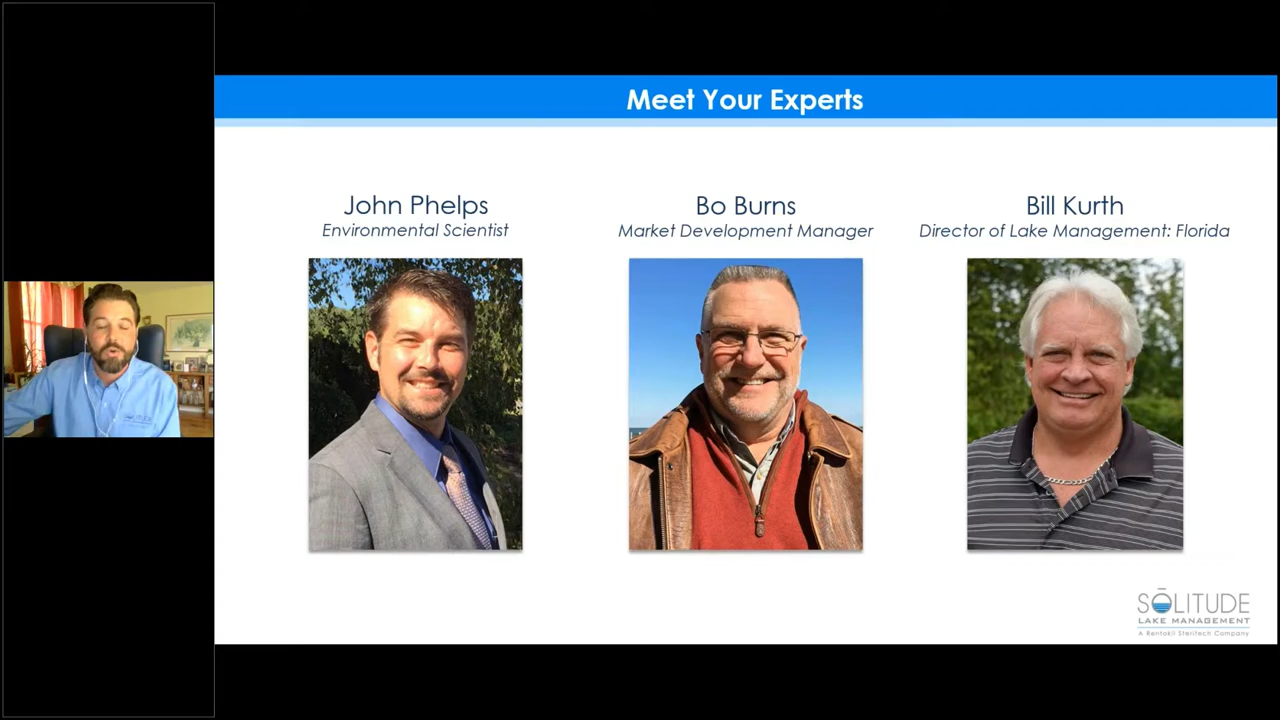 Meet Your Experts
John Phelps
Environmental Scientist
Bo Burns
Market Development Manager
Bill Kurth
Director of Lake Management: Florida
SŌLITUDE
LAKE MANAGEMENT
A Rentokil Steritech Company